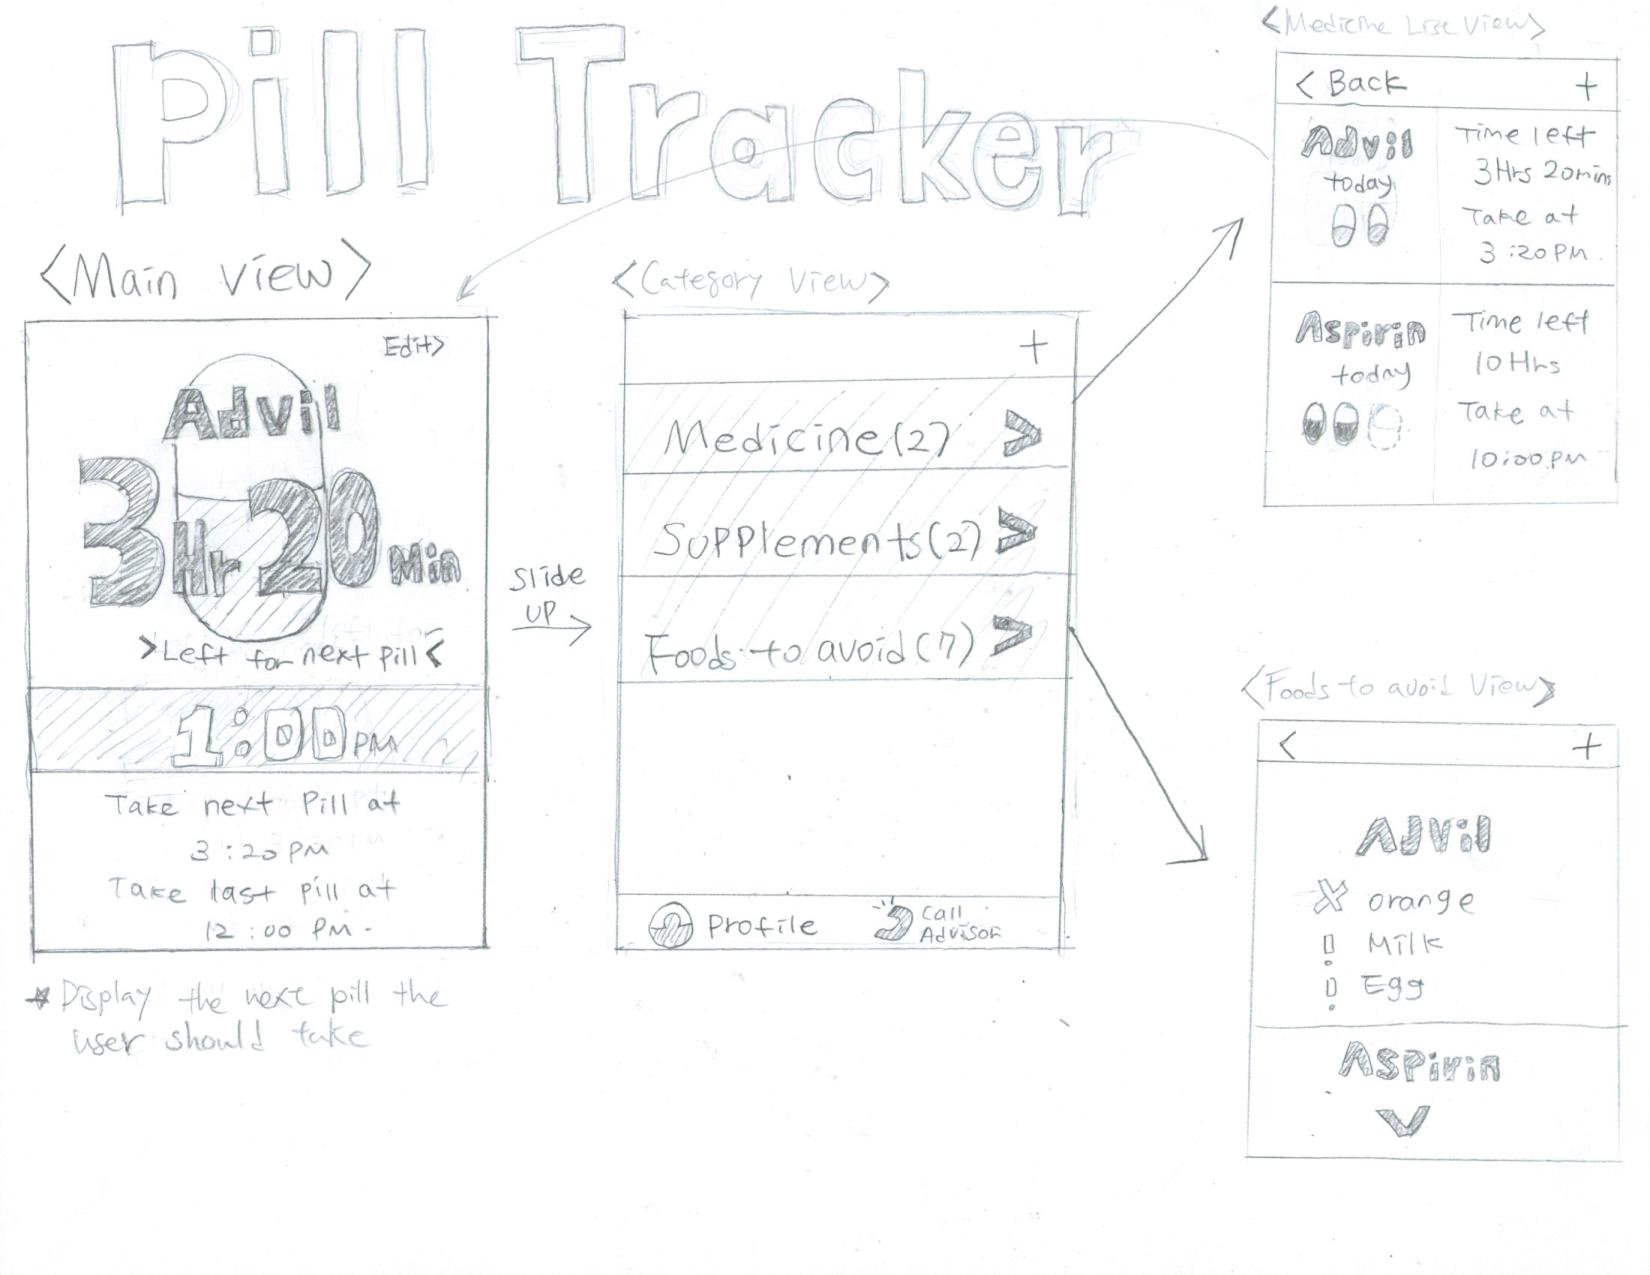 Pill Tracker
<Main view>
Edit>
Advil
3 Hr 20 Min
>Left for next pill<
1:00 PM
Take next Pill at
3:20 PM
Take last pill at
12:00 PM.
* Display the next pill the
user should take
Slide
UP
<Category View>
+
Medicine(2) >
Supplements(2) >
Foods to avoid(7) >
Profile
Call
Advisor
<Medicine List View>
< Back +
Advil
today
Time left
3Hrs 20mins
Take at
3:20PM.
Aspirin
today
Time left
10Hrs
Take at
10:00PM
<Foods to avoid View>
< +
Advil
X orange
! Milk
! Egg
Aspirin